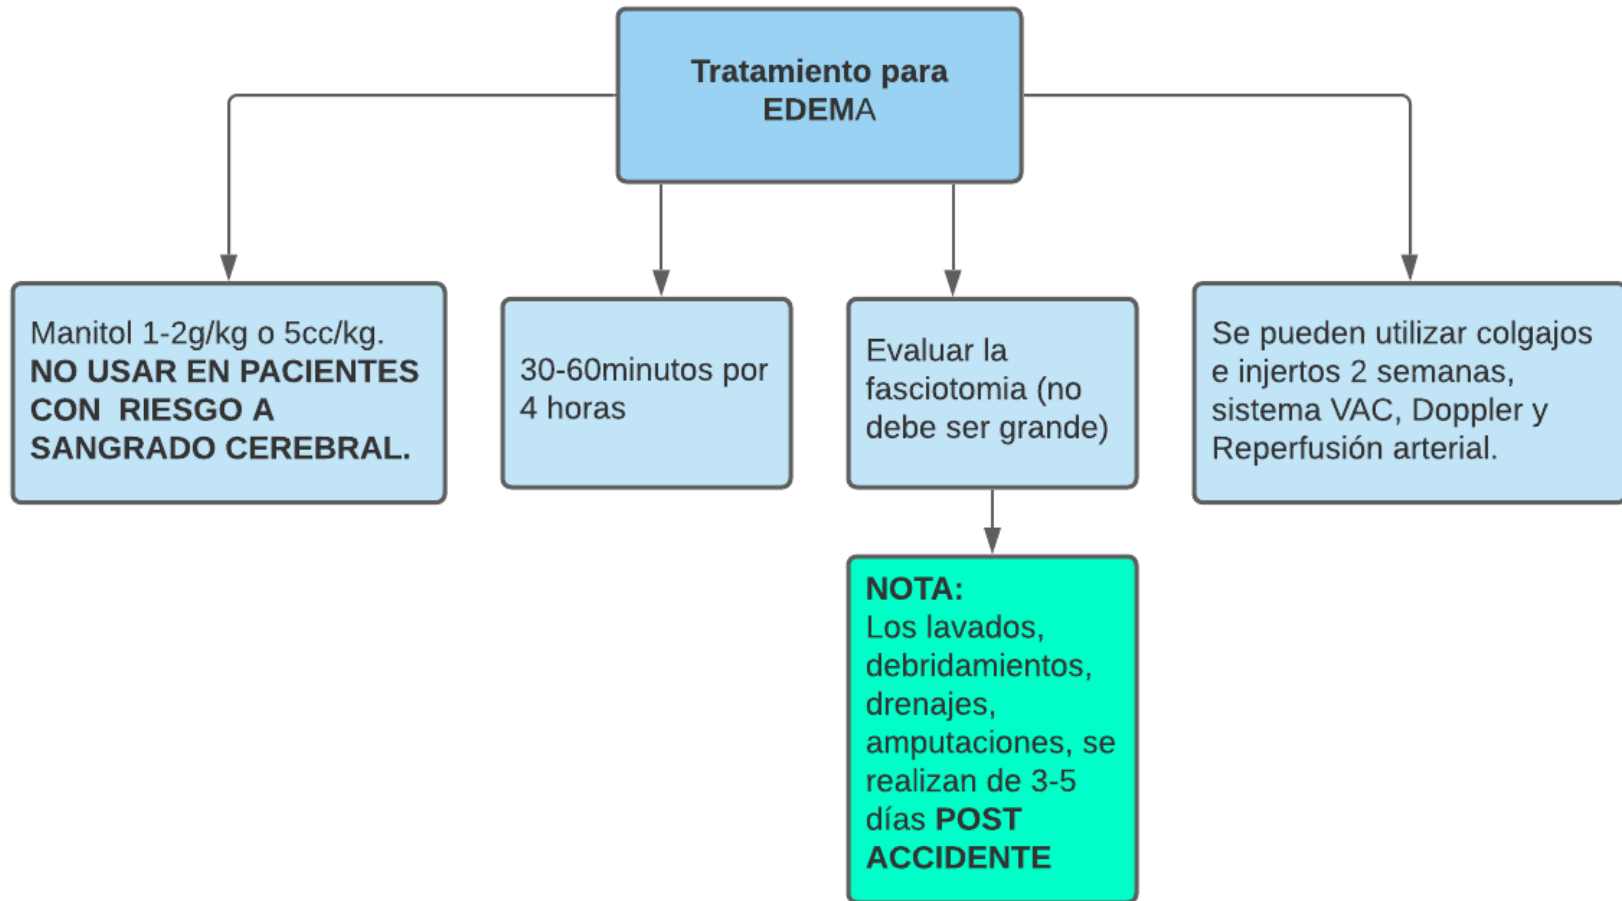 Tratamiento para
EDEMA
Manitol 1-2g/kg o 5cc/kg.
NO USAR EN PACIENTES
CON  RIESGO A
SANGRADO CEREBRAL.
30-60minutos por
4 horas
Evaluar la
fasciotomia (no
debe ser grande)
Se pueden utilizar colgajos
e injertos 2 semanas,
sistema VAC, Doppler y
Reperfusión arterial.
NOTA:
Los lavados,
debridamientos,
drenajes,
amputaciones, se
realizan de 3-5
días POST
ACCIDENTE